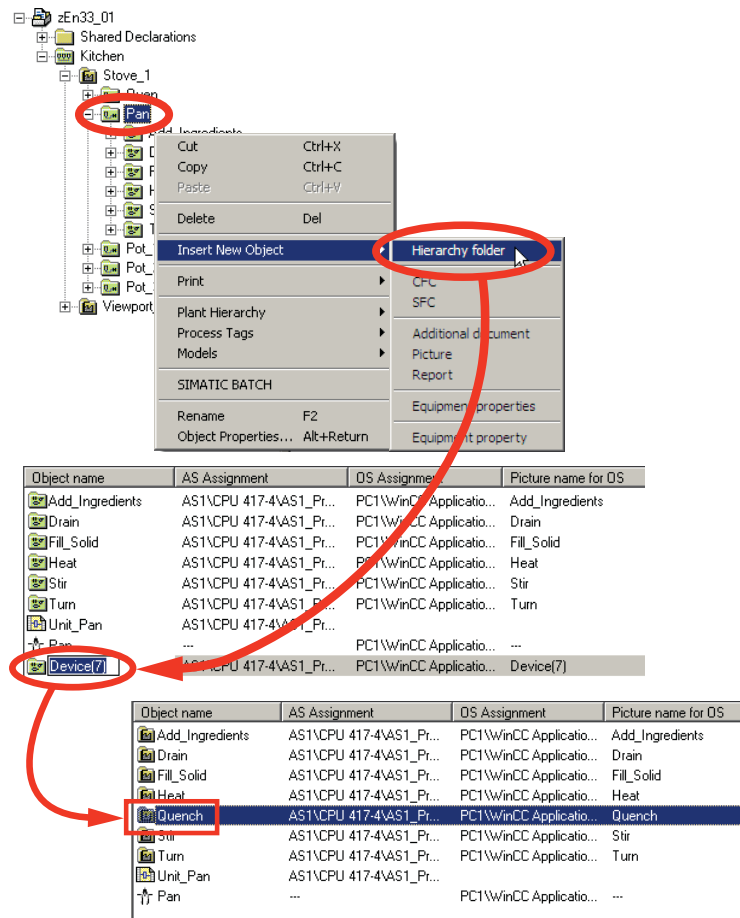 zEn33_01
Shared Declarations
Kitchen
Stove_1
Pan
Add_Ingredients
Pot_
Pot_
Pot_
Viewport_
Cut Ctrl+X
Copy Ctrl+C
Paste Ctrl+V
Delete Del
Insert New Object
Print
Plant Hierarchy
Process Tags
Models
SIMATIC BATCH
Rename F2
Object Properties... Alt+Return
Hierarchy folder
CFC
SFC
Additional document
Picture
Report
Equipment properties
Equipment property
Object name AS Assignment OS Assignment Picture name for OS
Add_Ingredients AS1\CPU 417-4\AS1_Pr... PC1\WinCC Applicatio... Add_Ingredients
Drain AS1\CPU 417-4\AS1_Pr... PC1\WinCC Applicatio... Drain
Fill_Solid AS1\CPU 417-4\AS1_Pr... PC1\WinCC Applicatio... Fill_Solid
Heat AS1\CPU 417-4\AS1_Pr... PC1\WinCC Applicatio... Heat
Stir AS1\CPU 417-4\AS1_Pr... PC1\WinCC Applicatio... Stir
Turn AS1\CPU 417-4\AS1_Pr... PC1\WinCC Applicatio... Turn
Unit_Pan AS1\CPU 417-4\AS1_Pr...
Pan --- PC1\WinCC Applicatio... ---
Device(7) AS1\CPU 417-4\AS1_Pr... PC1\WinCC Applicatio... Device(7)
Object name AS Assignment OS Assignment Picture name for OS
Add_Ingredients AS1\CPU 417-4\AS1_Pr... PC1\WinCC Applicatio... Add_Ingredients
Drain AS1\CPU 417-4\AS1_Pr... PC1\WinCC Applicatio... Drain
Fill_Solid AS1\CPU 417-4\AS1_Pr... PC1\WinCC Applicatio... Fill_Solid
Heat AS1\CPU 417-4\AS1_Pr... PC1\WinCC Applicatio... Heat
Quench AS1\CPU 417-4\AS1_Pr... PC1\WinCC Applicatio... Quench
Stir AS1\CPU 417-4\AS1_Pr... PC1\WinCC Applicatio... Stir
Turn AS1\CPU 417-4\AS1_Pr... PC1\WinCC Applicatio... Turn
Unit_Pan AS1\CPU 417-4\AS1_Pr...
Pan --- PC1\WinCC Applicatio... ---